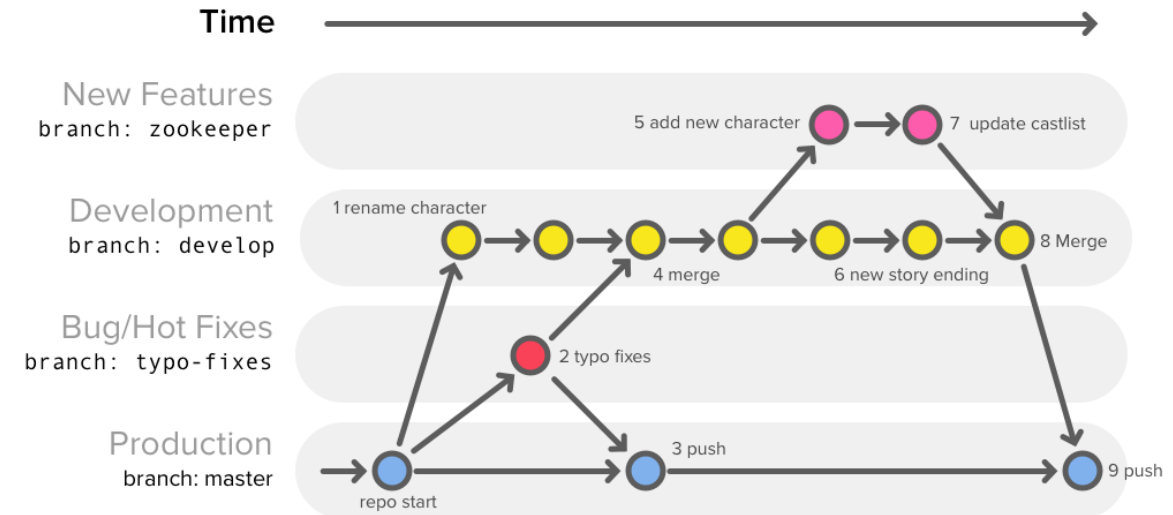 Time
New Features
branch: zookeeper
5 add new character
7 update castlist
Development
branch: develop
1 rename character
8 Merge
4 merge
6 new story ending
Bug/Hot Fixes
branch: typo-fixes
2 typo fixes
Production
branch: master
3 push
9 push
repo start